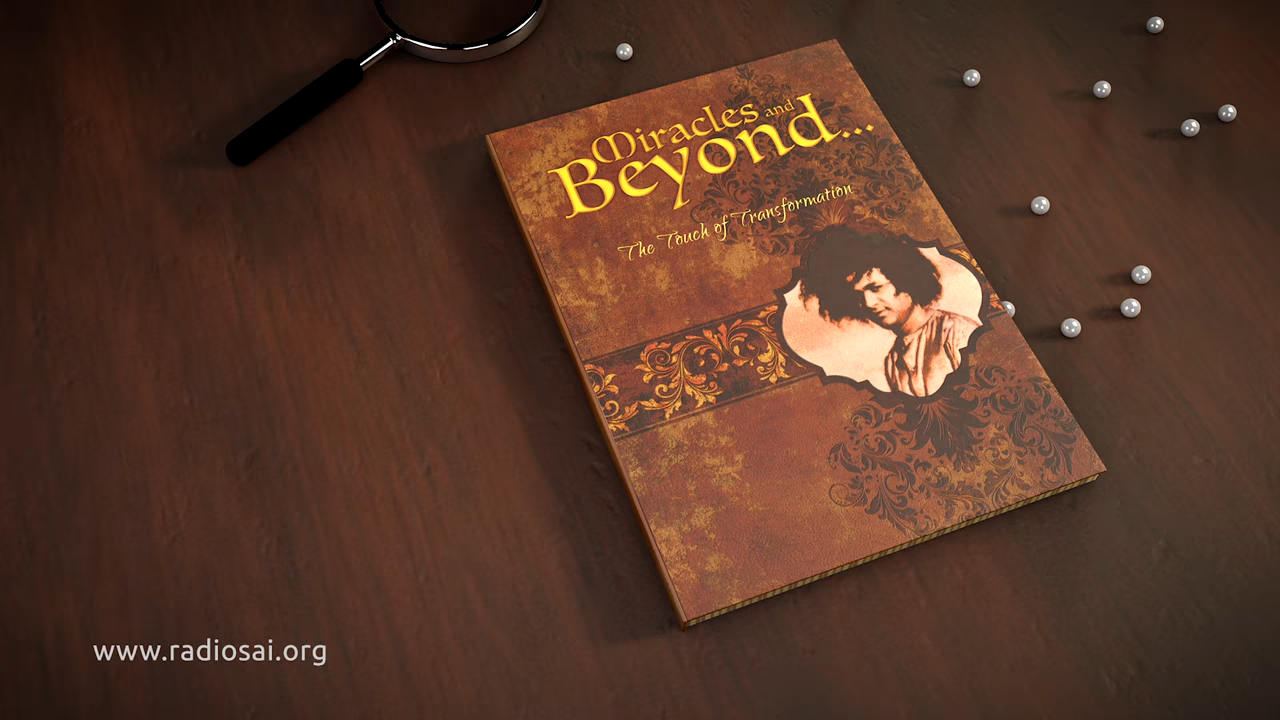 Miracles and
Beyond...
The Touch of Transformation
www.radiosai.org